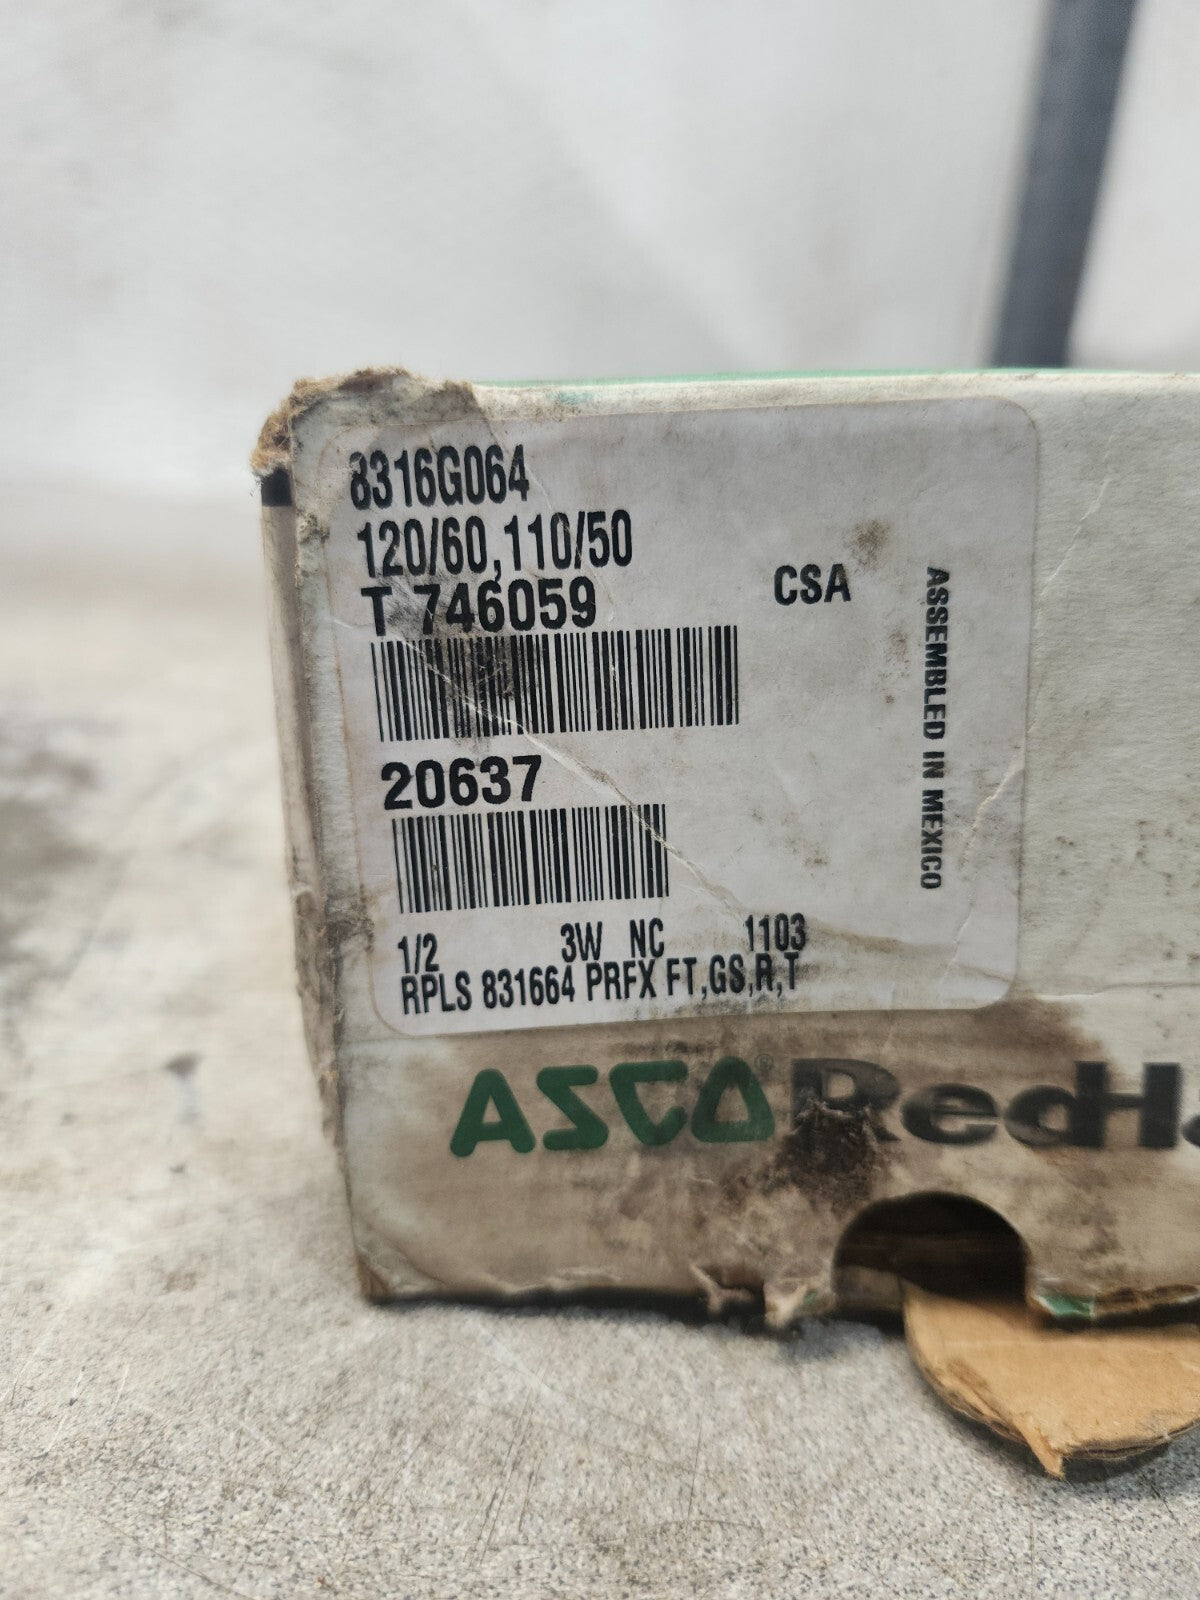 8316G064
120/60,110/50
T 746059
CSA
20637
1/2 3W NC 1103
RPLS 831664 PRFX FT,GS,R,T
ASSEMBLED IN MEXICO
ASCO®